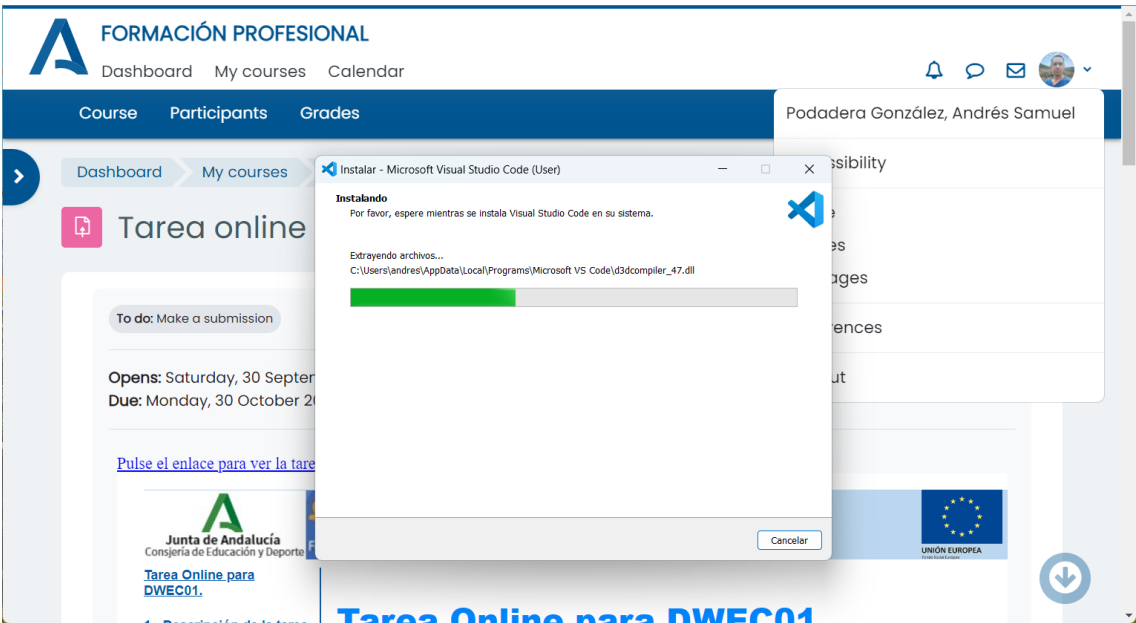 FORMACIÓN PROFESIONAL
Dashboard My courses Calendar
Course Participants Grades
Podadera González, Andrés Samuel
Dashboard My courses
Instalar - Microsoft Visual Studio Code (User)
Instalando
Por favor, espere mientras se instala Visual Studio Code en su sistema.
Extrayendo archivos...
C:\Users\andres\AppData\Local\Programs\Microsoft VS Code\d3dcompiler_47.dll
Cancelar
Tarea online
To do: Make a submission
Opens: Saturday, 30
Due: Monday, 30 October
Pulse el enlace para ver la
Junta de Andalucía
Consejería de Educación y Deporte
UNIÓN EUROPEA
Tarea Online para
DWEC01.
Tarea Online para DWEC01